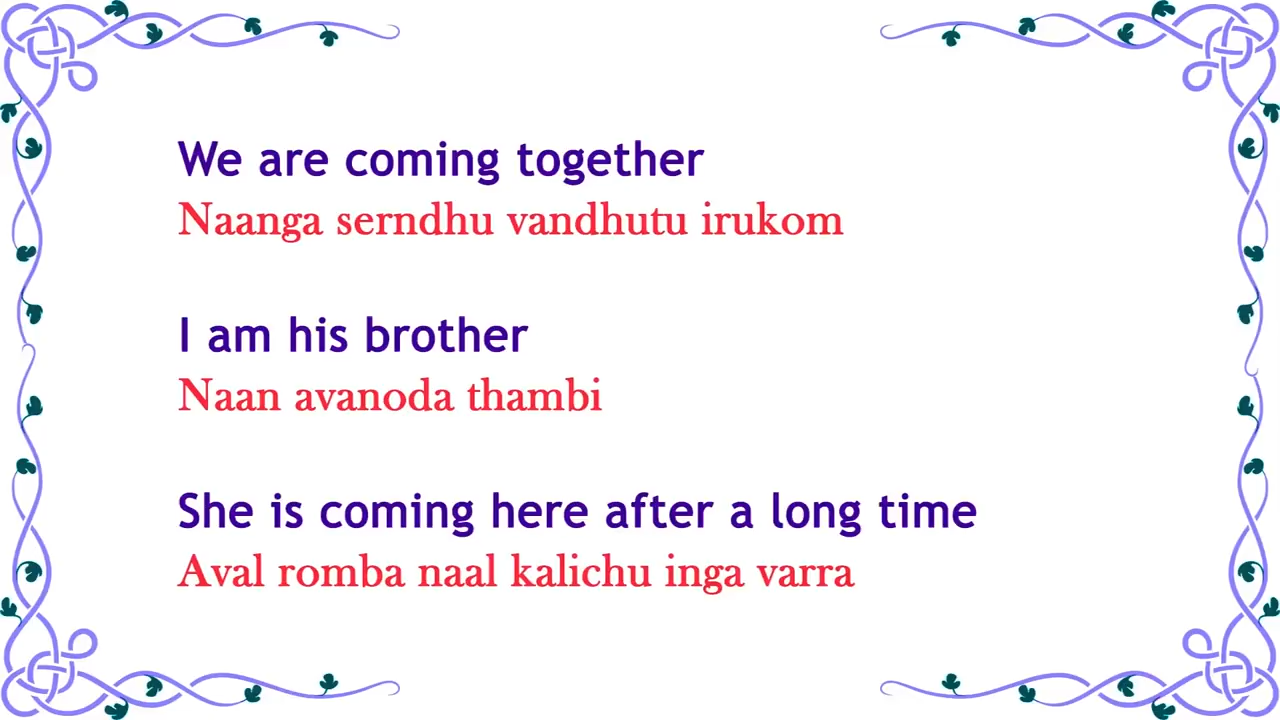 We are coming together
Naanga serndhu vandhutu irukom
I am his brother
Naan avanoda thambi
She is coming here after a long time
Aval romba naal kalichu inga varra